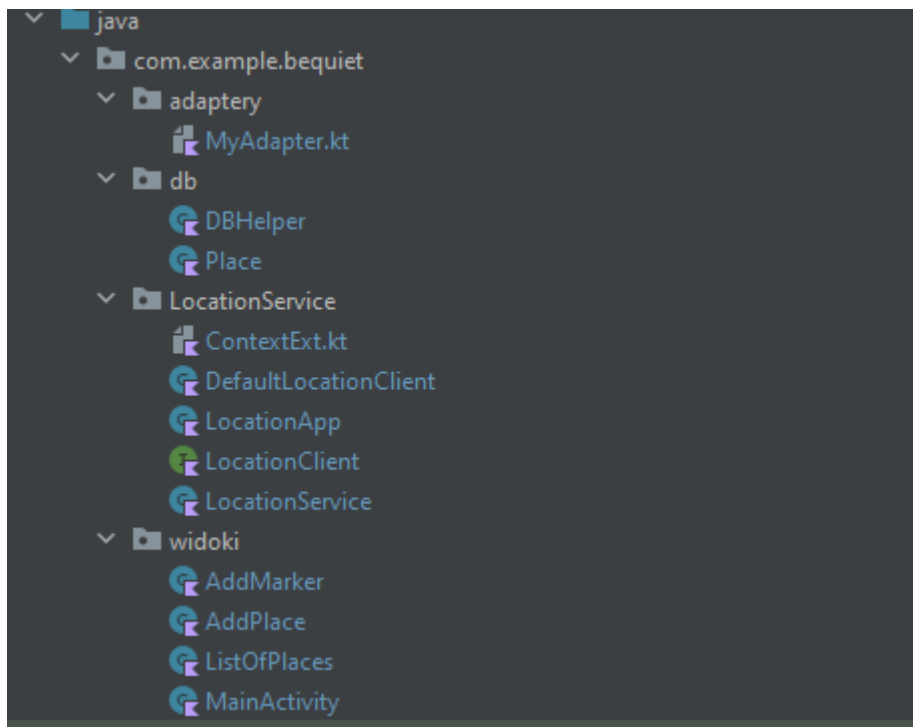 java
com.example.bequiet
adaptery
MyAdapter.kt
db
DBHelper
Place
LocationService
ContextExt.kt
DefaultLocationClient
LocationApp
LocationClient
LocationService
widoki
AddMarker
AddPlace
ListOfPlaces
MainActivity